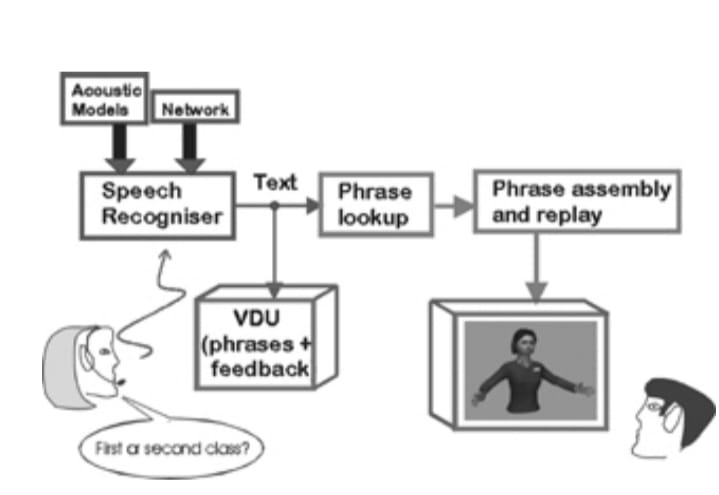 Acoustic
Models
Network
Speech
Recogniser
Text
Phrase
lookup
Phrase assembly
and replay
VDU
(phrases +
feedback
First or second class?